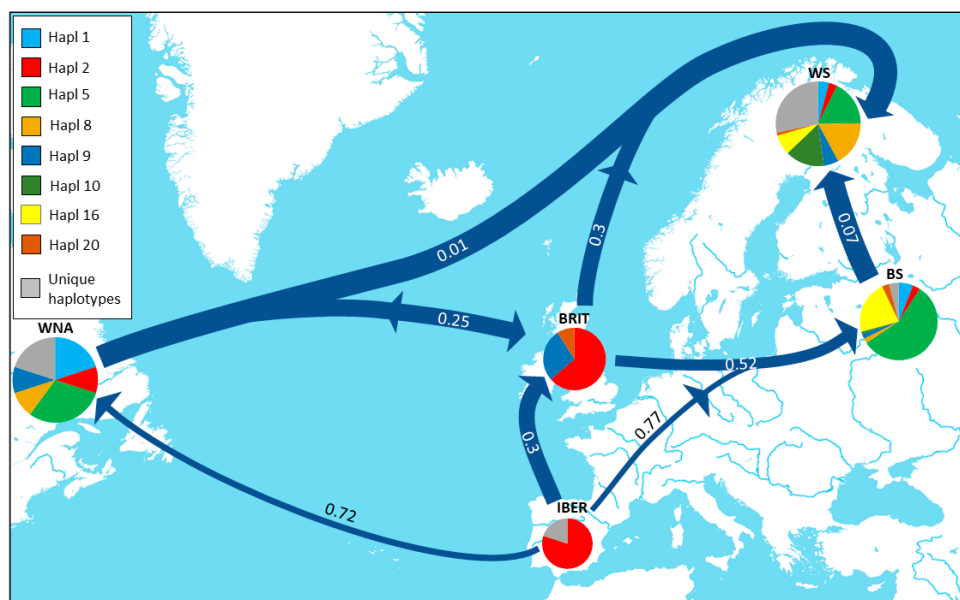 Hapl 1
Hapl 2
Hapl 5
Hapl 8
Hapl 9
Hapl 10
Hapl 16
Hapl 20
Unique
haplotypes
WS
0.01
0.3
0.07
BS
WNA
0.25
BRIT
0.52
0.77
0.3
IBER
0.72